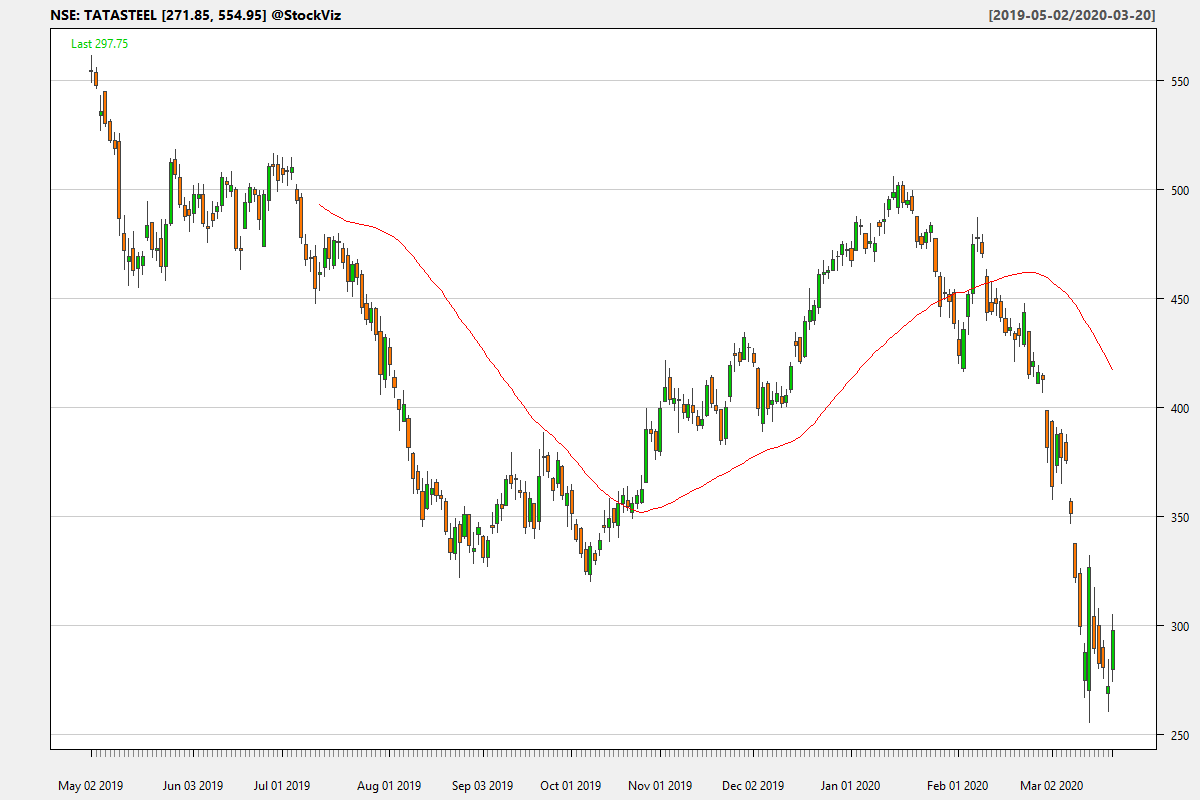 NSE: TATASTEEL [271.85, 554.95] @StockViz [2019-05-02/2020-03-20]
Last 297.75
550
500
450
400
350
300
250
May 02 2019 Jun 03 2019 Jul 01 2019 Aug 01 2019 Sep 03 2019 Oct 01 2019 Nov 01 2019 Dec 02 2019 Jan 01 2020 Feb 01 2020 Mar 02 2020